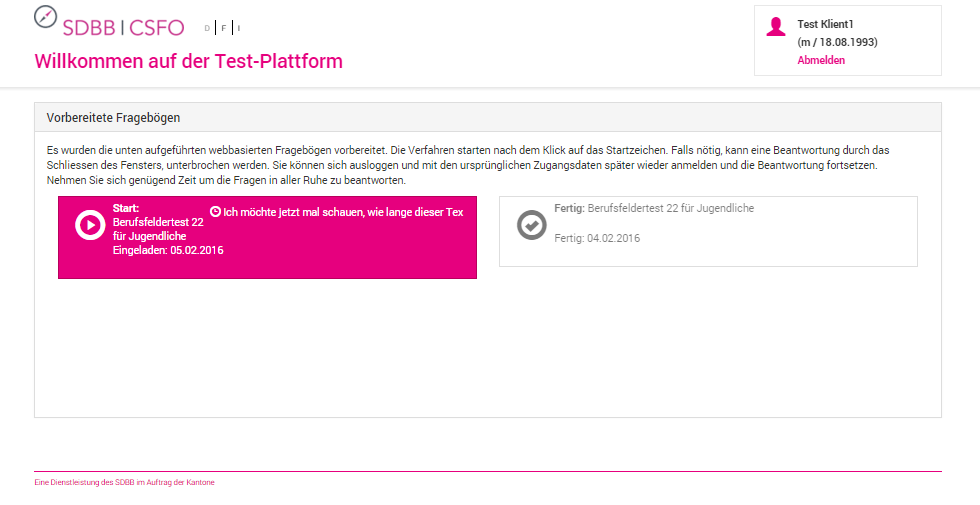 SDBB | CSFO
D | F | I
Willkommen auf der Test-Plattform
Test Klient1
(m / 18.08.1993)
Abmelden
Vorbereitete Fragebögen
Es wurden die unten aufgeführten webbasierten Fragebögen vorbereitet. Die Verfahren starten nach dem Klick auf das Startzeichen. Falls nötig, kann eine Beantwortung durch das
Schliessen des Fensters, unterbrochen werden. Sie können sich ausloggen und mit den ursprünglichen Zugangsdaten später wieder anmelden und die Beantwortung fortsetzen.
Nehmen Sie sich genügend Zeit um die Fragen in aller Ruhe zu beantworten.
Start:
Berufsfeldertest 22
für Jugendliche
Eingeladen: 05.02.2016
Ich möchte jetzt mal schauen, wie lange dieser Tex
Fertig: Berufsfeldertest 22 für Jugendliche
Fertig: 04.02.2016
Eine Dienstleistung des SDBB im Auftrag der Kantone